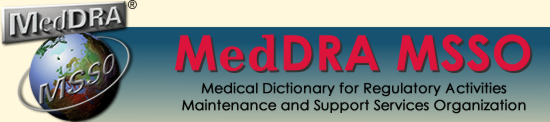 MedDRA®
MSSO
MedDRA MSSO
Medical Dictionary for Regulatory Activities
Maintenance and Support Services Organization